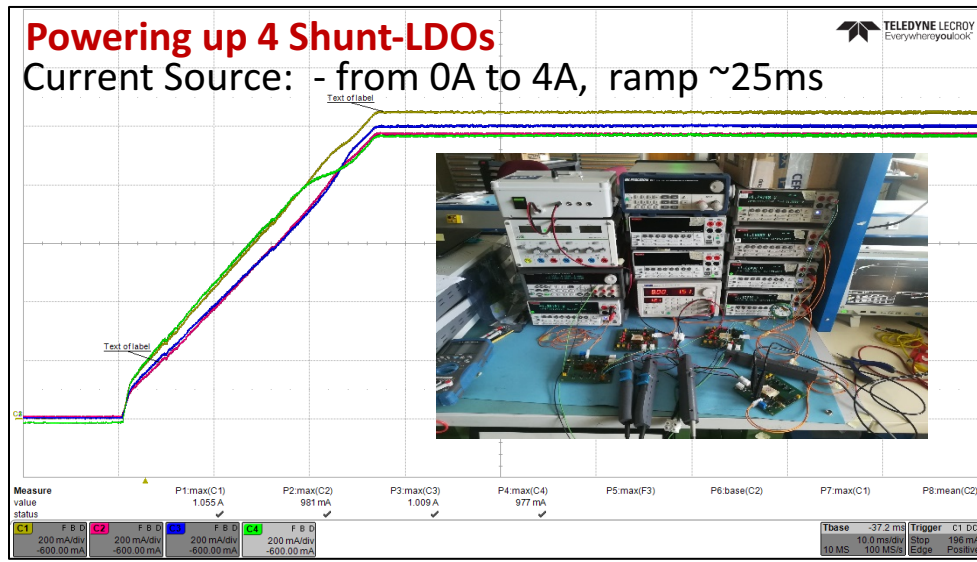 Powering up 4 Shunt-LDOs
TELEDYNE LECROY
Everywhereyoulook
Current Source:  - from 0A to 4A,  ramp ~25ms
Text of label
Text of label
C2
Measure P1:max(C1) P2:max(C2) P3:max(C3) P4:max(C4) P5:max(F3) P6:base(C2) P7:max(C1) P8:mean(C2)
value 1.055 A 981 mA 1.009 A 977 mA
status ✓ ✓ ✓ ✓
C1 F B D C2 F B D C3 F B D C4 F B D
200 mA/div 200 mA/div 200 mA/div 200 mA/div
-600.00 mA -600.00 mA -600.00 mA -600.00 mA
Tbase -37.2 ms Trigger C1 DC
10.0 ms/div Stop 196 mA
10 MS 100 MS/s Edge Positive